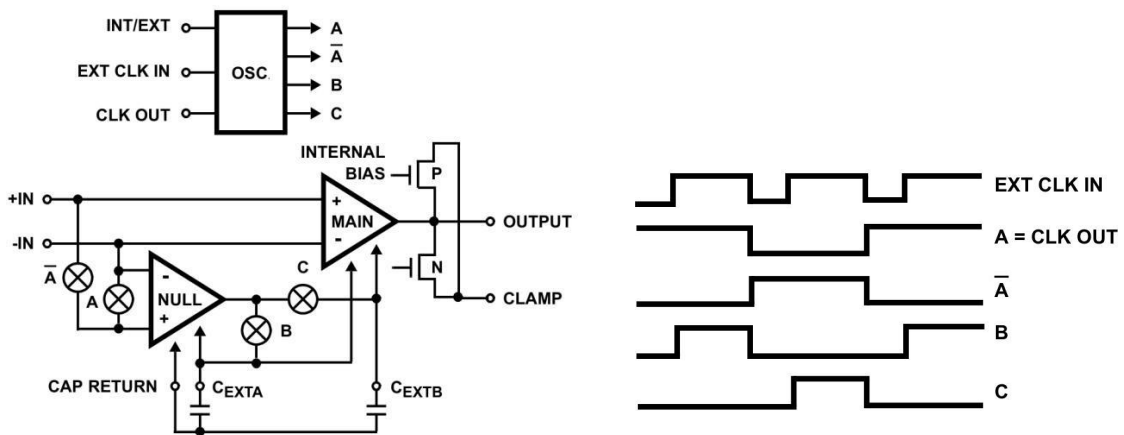 INT/EXT
EXT CLK IN
CLK OUT
OSC.
A
A̅
B
C
INTERNAL
BIAS
P
+IN
-IN
+
MAIN
-
OUTPUT
N
CLAMP
A̅
A
-
NULL
+
C
B
CAP RETURN
CEXTA
CEXTB
EXT CLK IN
A = CLK OUT
A̅
B
C